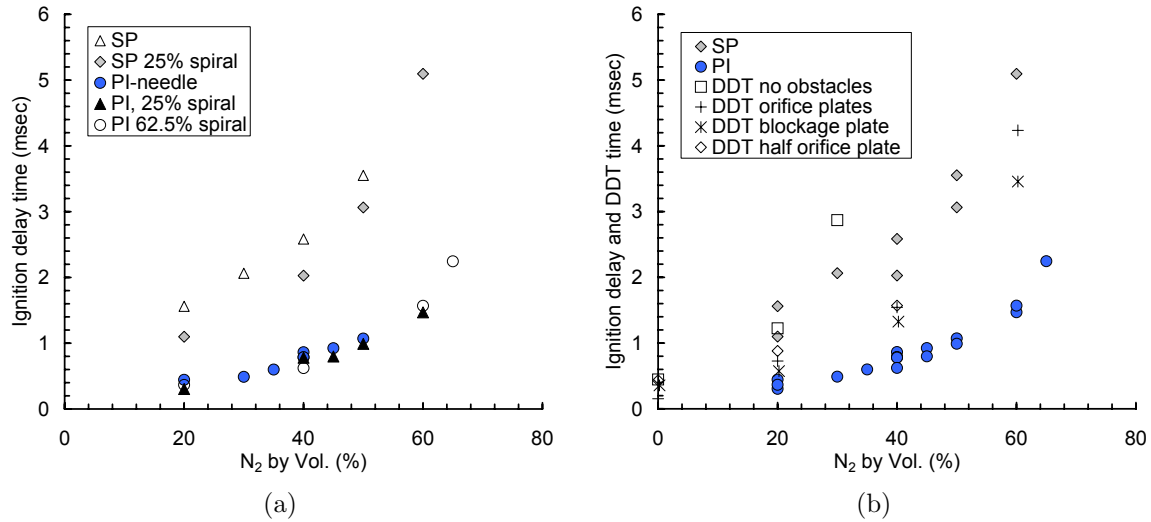 6
5
4
3
2
1
0
0 20 40 60 80
Ignition delay time (msec)
N₂ by Vol. (%)
SP
SP 25% spiral
PI-needle
PI, 25% spiral
PI 62.5% spiral
(a)
6
5
4
3
2
1
0
0 20 40 60 80
Ignition delay and DDT time (msec)
N₂ by Vol. (%)
SP
PI
DDT no obstacles
DDT orifice plates
DDT blockage plate
DDT half orifice plate
(b)